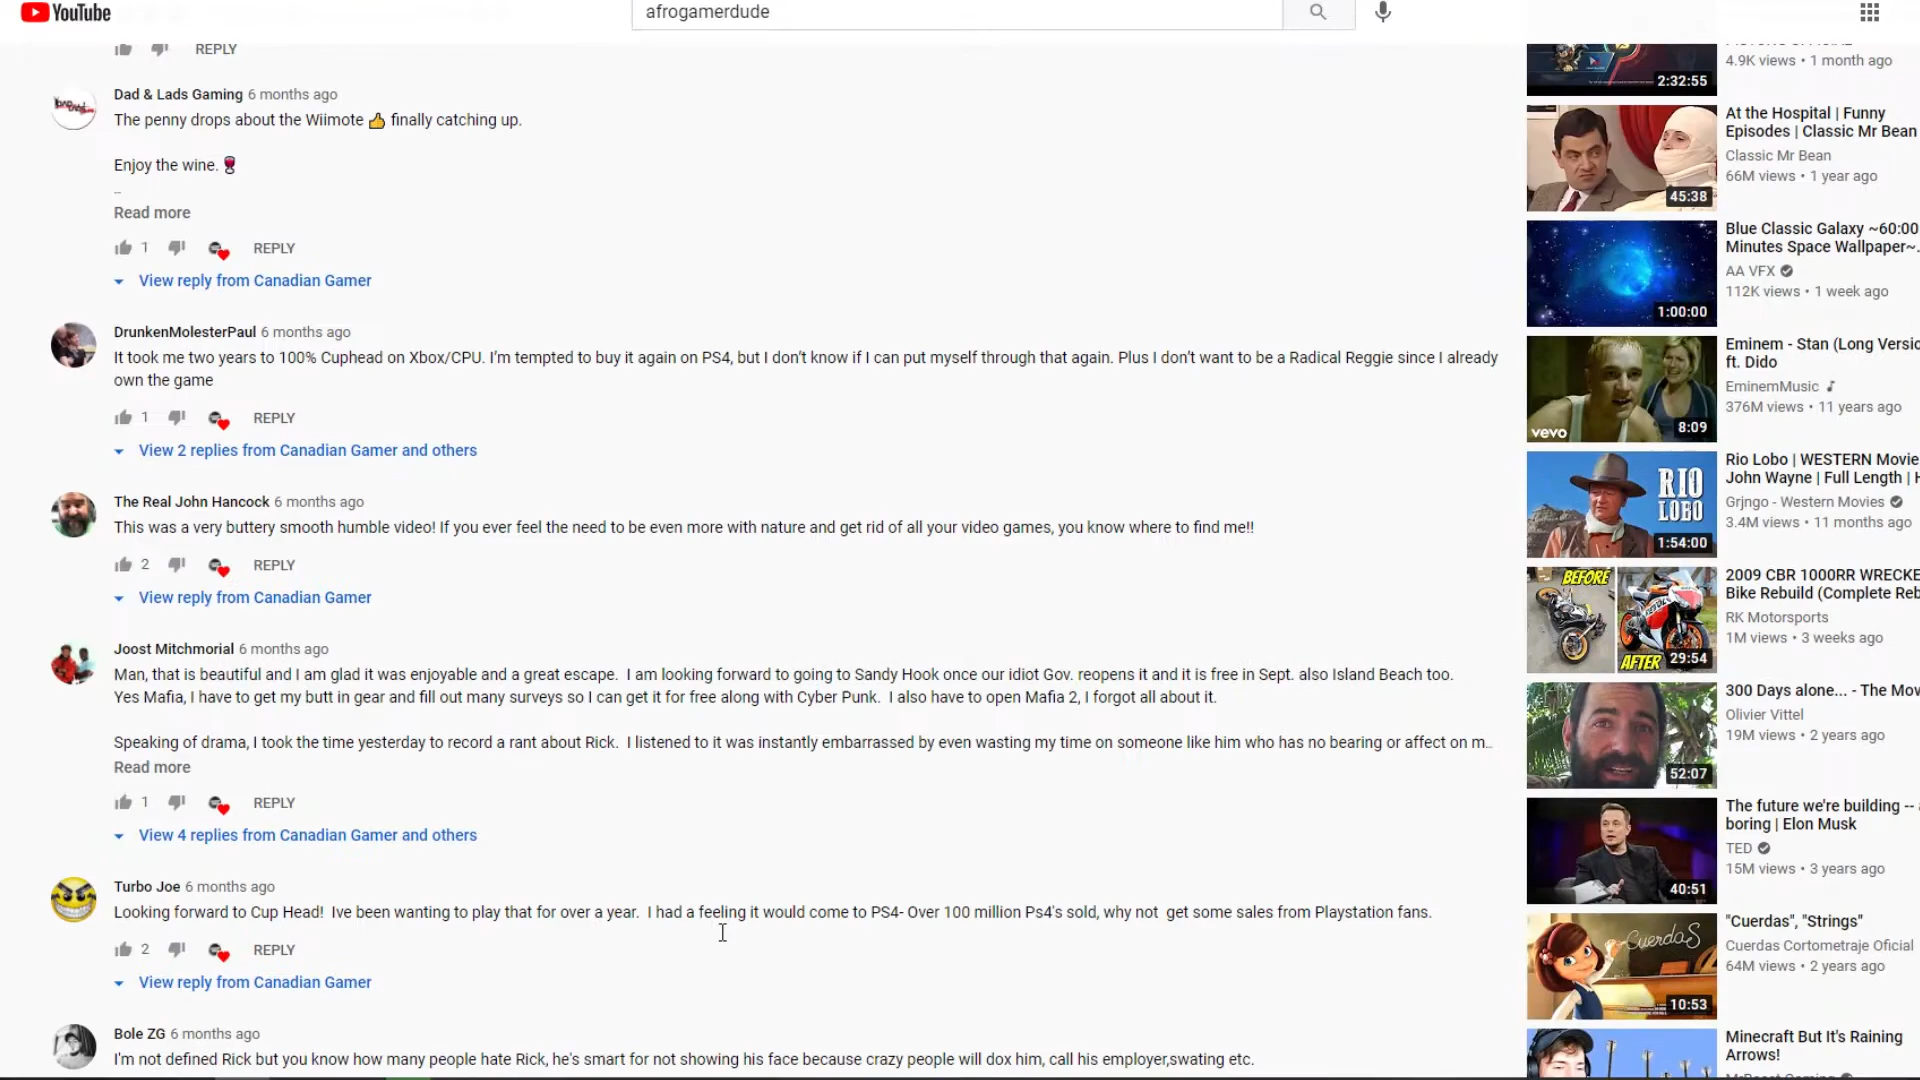 YouTube
afrogamerdude
REPLY
Dad & Lads Gaming 6 months ago
The penny drops about the Wiimote 👍 finally catching up.
Enjoy the wine. 🍷
..
Read more
1 REPLY
View reply from Canadian Gamer
DrunkenMolesterPaul 6 months ago
It took me two years to 100% Cuphead on Xbox/CPU. I'm tempted to buy it again on PS4, but I don't know if I can put myself through that again. Plus I don't want to be a Radical Reggie since I already
own the game
1 REPLY
View 2 replies from Canadian Gamer and others
The Real John Hancock 6 months ago
This was a very buttery smooth humble video! If you ever feel the need to be even more with nature and get rid of all your video games, you know where to find me!!
2 REPLY
View reply from Canadian Gamer
Joost Mitchmorial 6 months ago
Man, that is beautiful and I am glad it was enjoyable and a great escape.  I am looking forward to going to Sandy Hook once our idiot Gov. reopens it and it is free in Sept. also Island Beach too.
Yes Mafia, I have to get my butt in gear and fill out many surveys so I can get it for free along with Cyber Punk.  I also have to open Mafia 2, I forgot all about it.
Speaking of drama, I took the time yesterday to record a rant about Rick.  I listened to it was instantly embarrassed by even wasting my time on someone like him who has no bearing or affect on m...
Read more
1 REPLY
View 4 replies from Canadian Gamer and others
Turbo Joe 6 months ago
Looking forward to Cup Head!  Ive been wanting to play that for over a year.  I had a feeling it would come to PS4- Over 100 million Ps4's sold, why not  get some sales from Playstation fans.
2 REPLY
View reply from Canadian Gamer
Bole ZG 6 months ago
I'm not defined Rick but you know how many people hate Rick, he's smart for not showing his face because crazy people will dox him, call his employer,swating etc.
2:32:55
4.9K views • 1 month ago
45:38
At the Hospital | Funny
Episodes | Classic Mr Bean
Classic Mr Bean
66M views • 1 year ago
1:00:00
Blue Classic Galaxy ~60:00
Minutes Space Wallpaper~.
AA VFX
112K views • 1 week ago
vevo
8:09
Eminem - Stan (Long Versio
ft. Dido
EminemMusic
376M views • 11 years ago
RIO
LOBO
1:54:00
Rio Lobo | WESTERN Movie
John Wayne | Full Length | H
Grjngo - Western Movies
3.4M views • 11 months ago
BEFORE
AFTER
29:54
2009 CBR 1000RR WRECKE
Bike Rebuild (Complete Reb
RK Motorsports
1M views • 3 weeks ago
52:07
300 Days alone... - The Mov
Olivier Vittel
19M views • 2 years ago
40:51
The future we're building -- a
boring | Elon Musk
TED
15M views • 3 years ago
CuerdaS
10:53
"Cuerdas", "Strings"
Cuerdas Cortometraje Oficial
64M views • 2 years ago
Minecraft But It's Raining
Arrows!